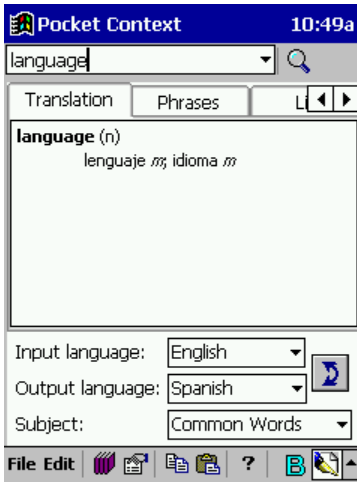 Pocket Context 10:49a
language
Translation Phrases
language (n)
lenguaje m; idioma m
Input language: English
Output language: Spanish
Subject: Common Words
File Edit ? B